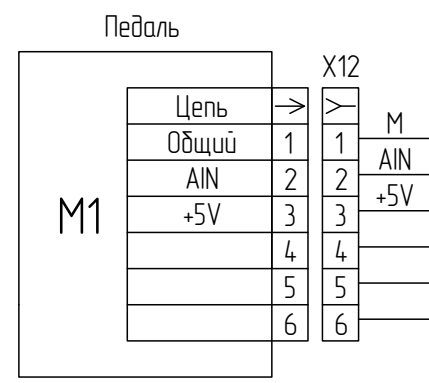 Педаль
X12
M1
Цепь
Общий 1 1 M
AIN 2 2 AIN
+5V 3 3 +5V
4 4
5 5
6 6